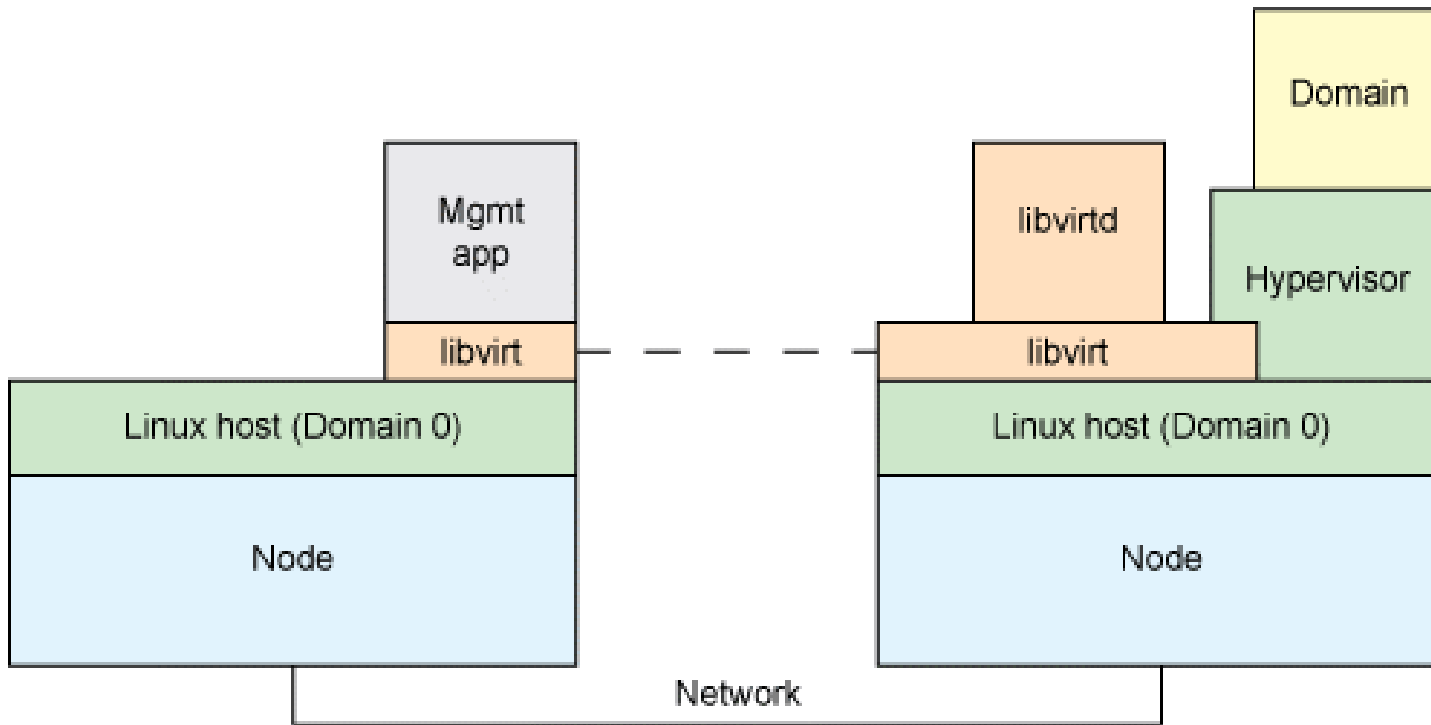 Domain
Mgmt
app
libvirtd
Hypervisor
libvirt
libvirt
Linux host (Domain 0)
Linux host (Domain 0)
Node
Node
Network